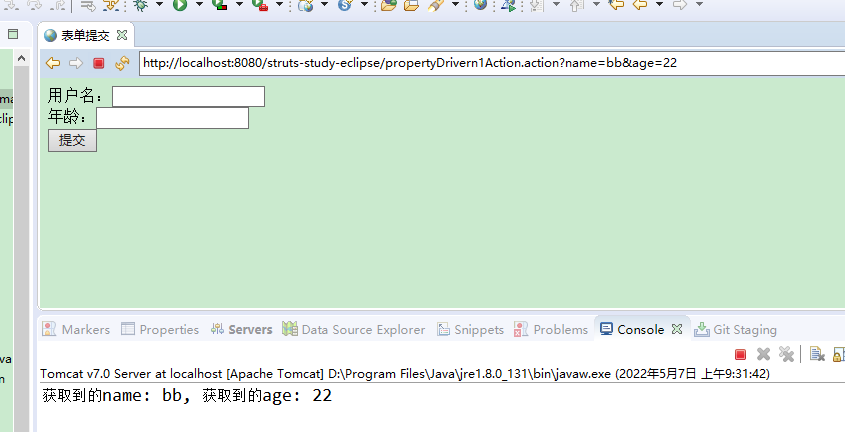 表单提交
http://localhost:8080/struts-study-eclipse/propertyDrivern1Action.action?name=bb&age=22
用户名：
年龄：
提交
Markers Properties Servers Data Source Explorer Snippets Problems Console Git Staging
Tomcat v7.0 Server at localhost [Apache Tomcat] D:\Program Files\Java\jre1.8.0_131\bin\javaw.exe (2022年5月7日 上午9:31:42)
获取到的name: bb, 获取到的age: 22